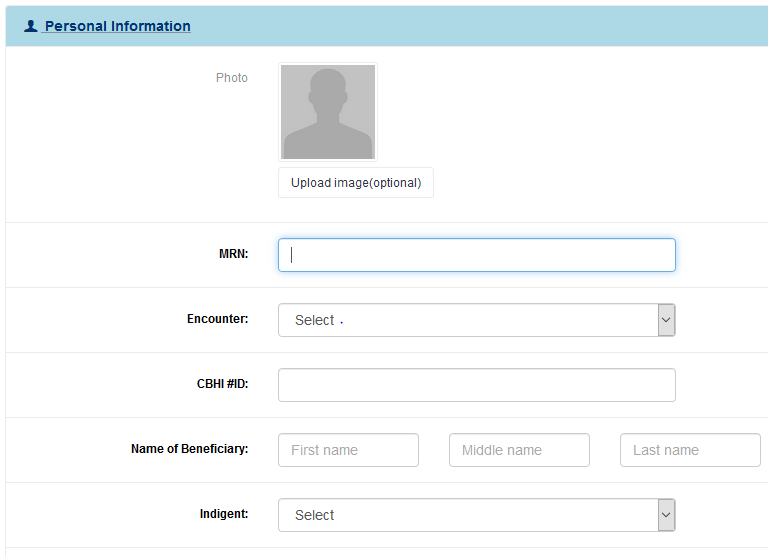 Personal Information
Photo
Upload image(optional)
MRN:
Encounter: Select .
CBHI #ID:
Name of Beneficiary: First name Middle name Last name
Indigent: Select